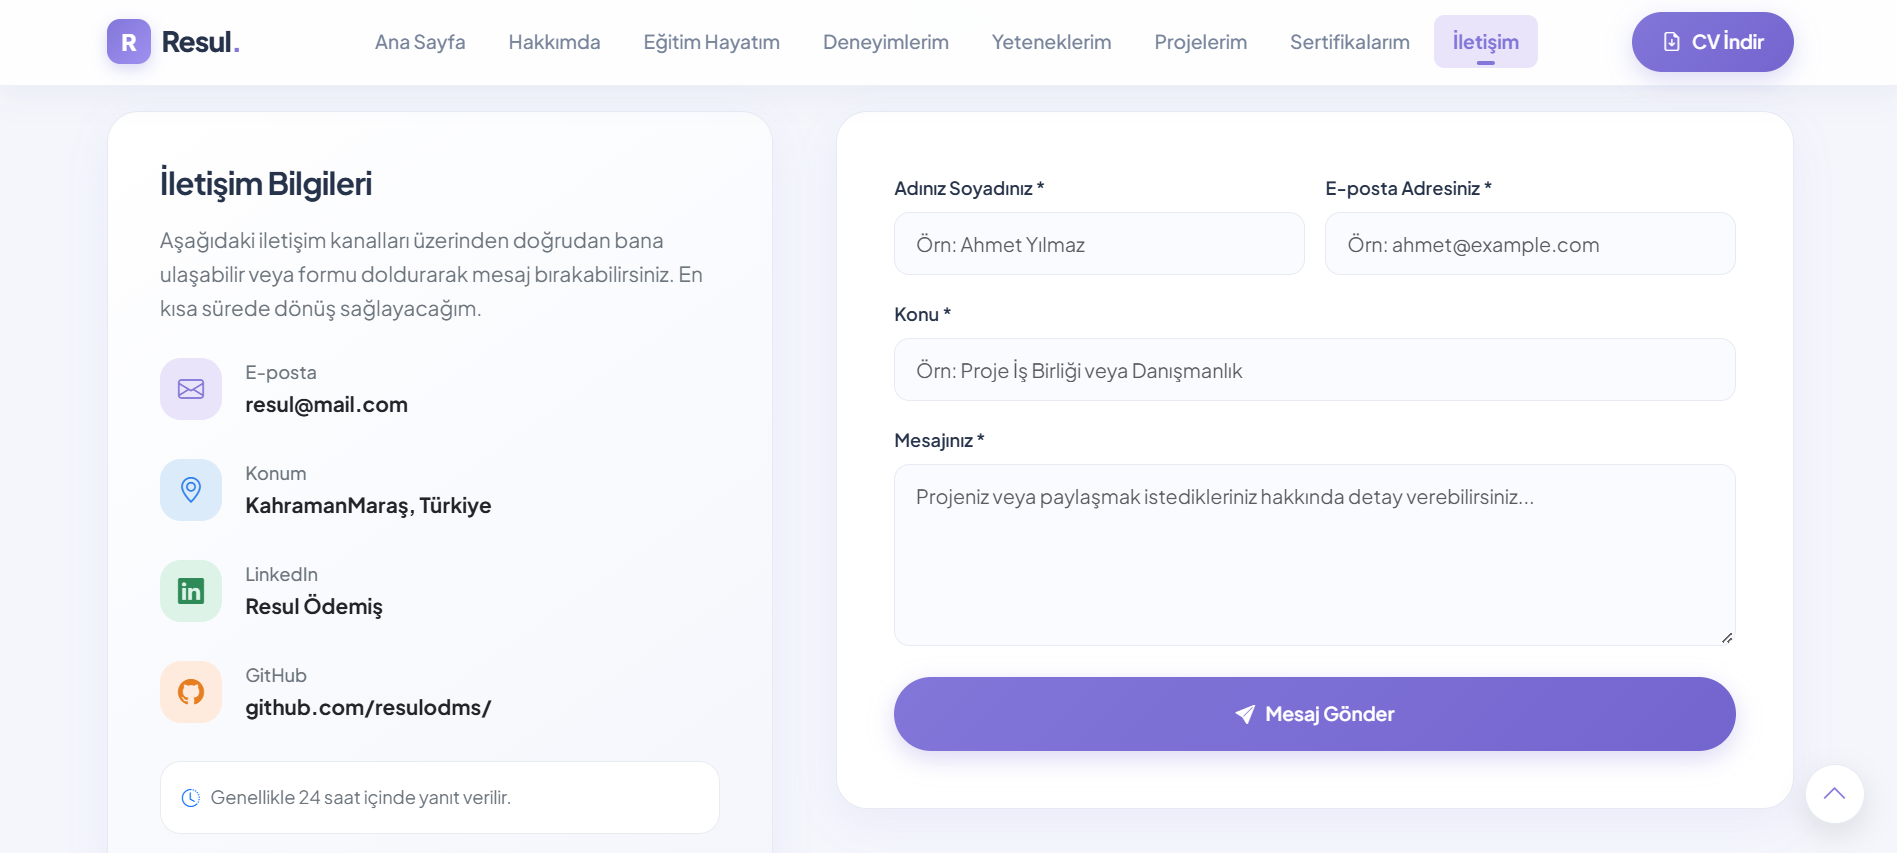 R Resul.
Ana Sayfa
Hakkımda
Eğitim Hayatım
Deneyimlerim
Yeteneklerim
Projelerim
Sertifikalarım
İletişim
CV İndir
İletişim Bilgileri
Aşağıdaki iletişim kanalları üzerinden doğrudan bana
ulaşabilir veya formu doldurarak mesaj bırakabilirsiniz. En
kısa sürede dönüş sağlayacağım.
E-posta
resul@mail.com
Konum
KahramanMaraş, Türkiye
in
LinkedIn
Resul Ödemiş
GitHub
github.com/resulodms/
Genellikle 24 saat içinde yanıt verilir.
Adınız Soyadınız *
Örn: Ahmet Yılmaz
E-posta Adresiniz *
Örn: ahmet@example.com
Konu *
Örn: Proje İş Birliği veya Danışmanlık
Mesajınız *
Projeniz veya paylaşmak istedikleriniz hakkında detay verebilirsiniz...
Mesaj Gönder